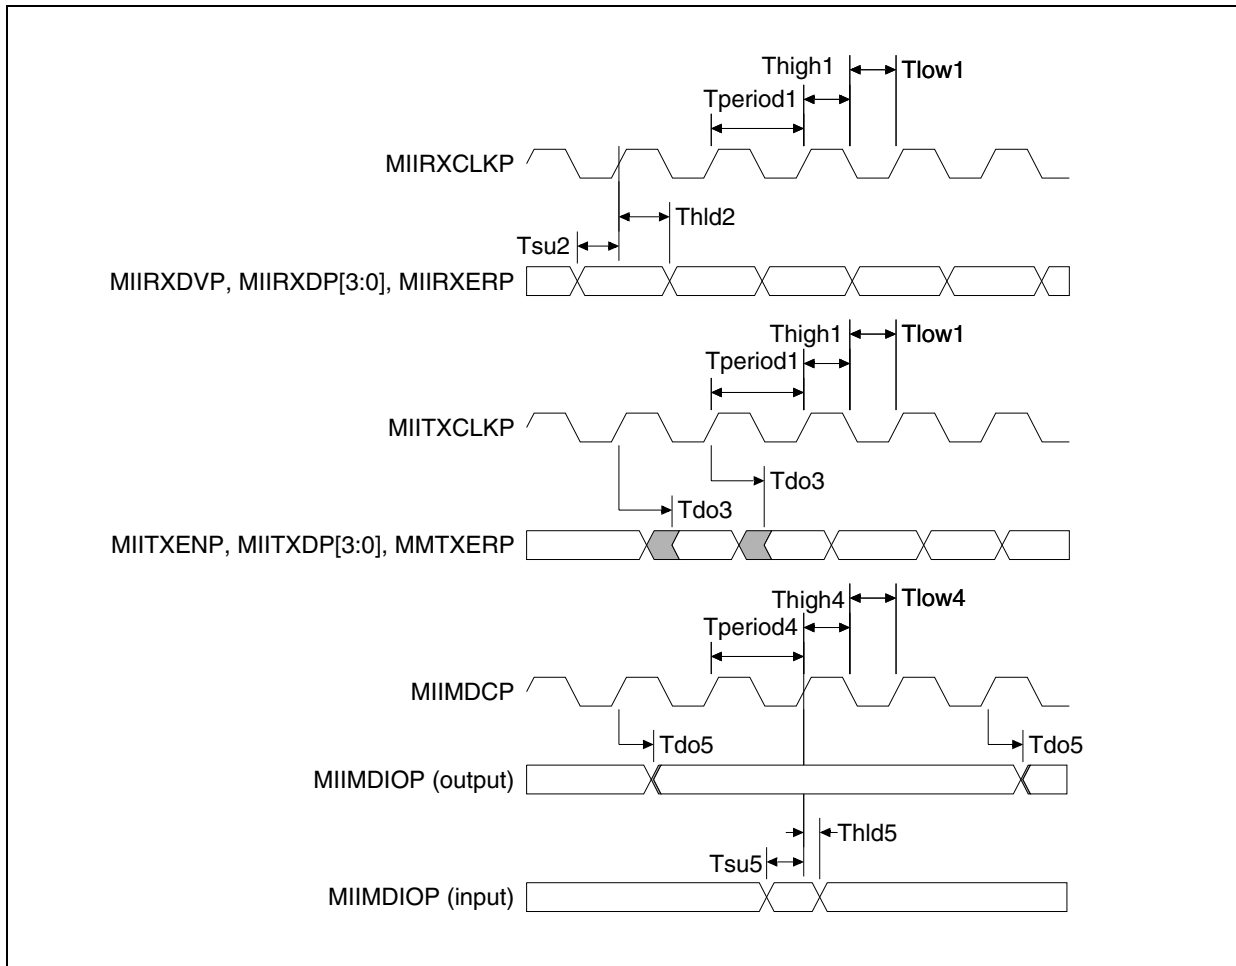 Thigh1
Tlow1
Tperiod1
MIIRXCLKP
Thld2
Tsu2
MIIRXDVP, MIIRXDP[3:0], MIIRXERP
Thigh1
Tlow1
Tperiod1
MIITXCLKP
Tdo3
Tdo3
MIITXENP, MIITXDP[3:0], MMTXERP
Thigh4
Tlow4
Tperiod4
MIIMDCP
Tdo5
Tdo5
MIIMDIOP (output)
Thld5
Tsu5
MIIMDIOP (input)